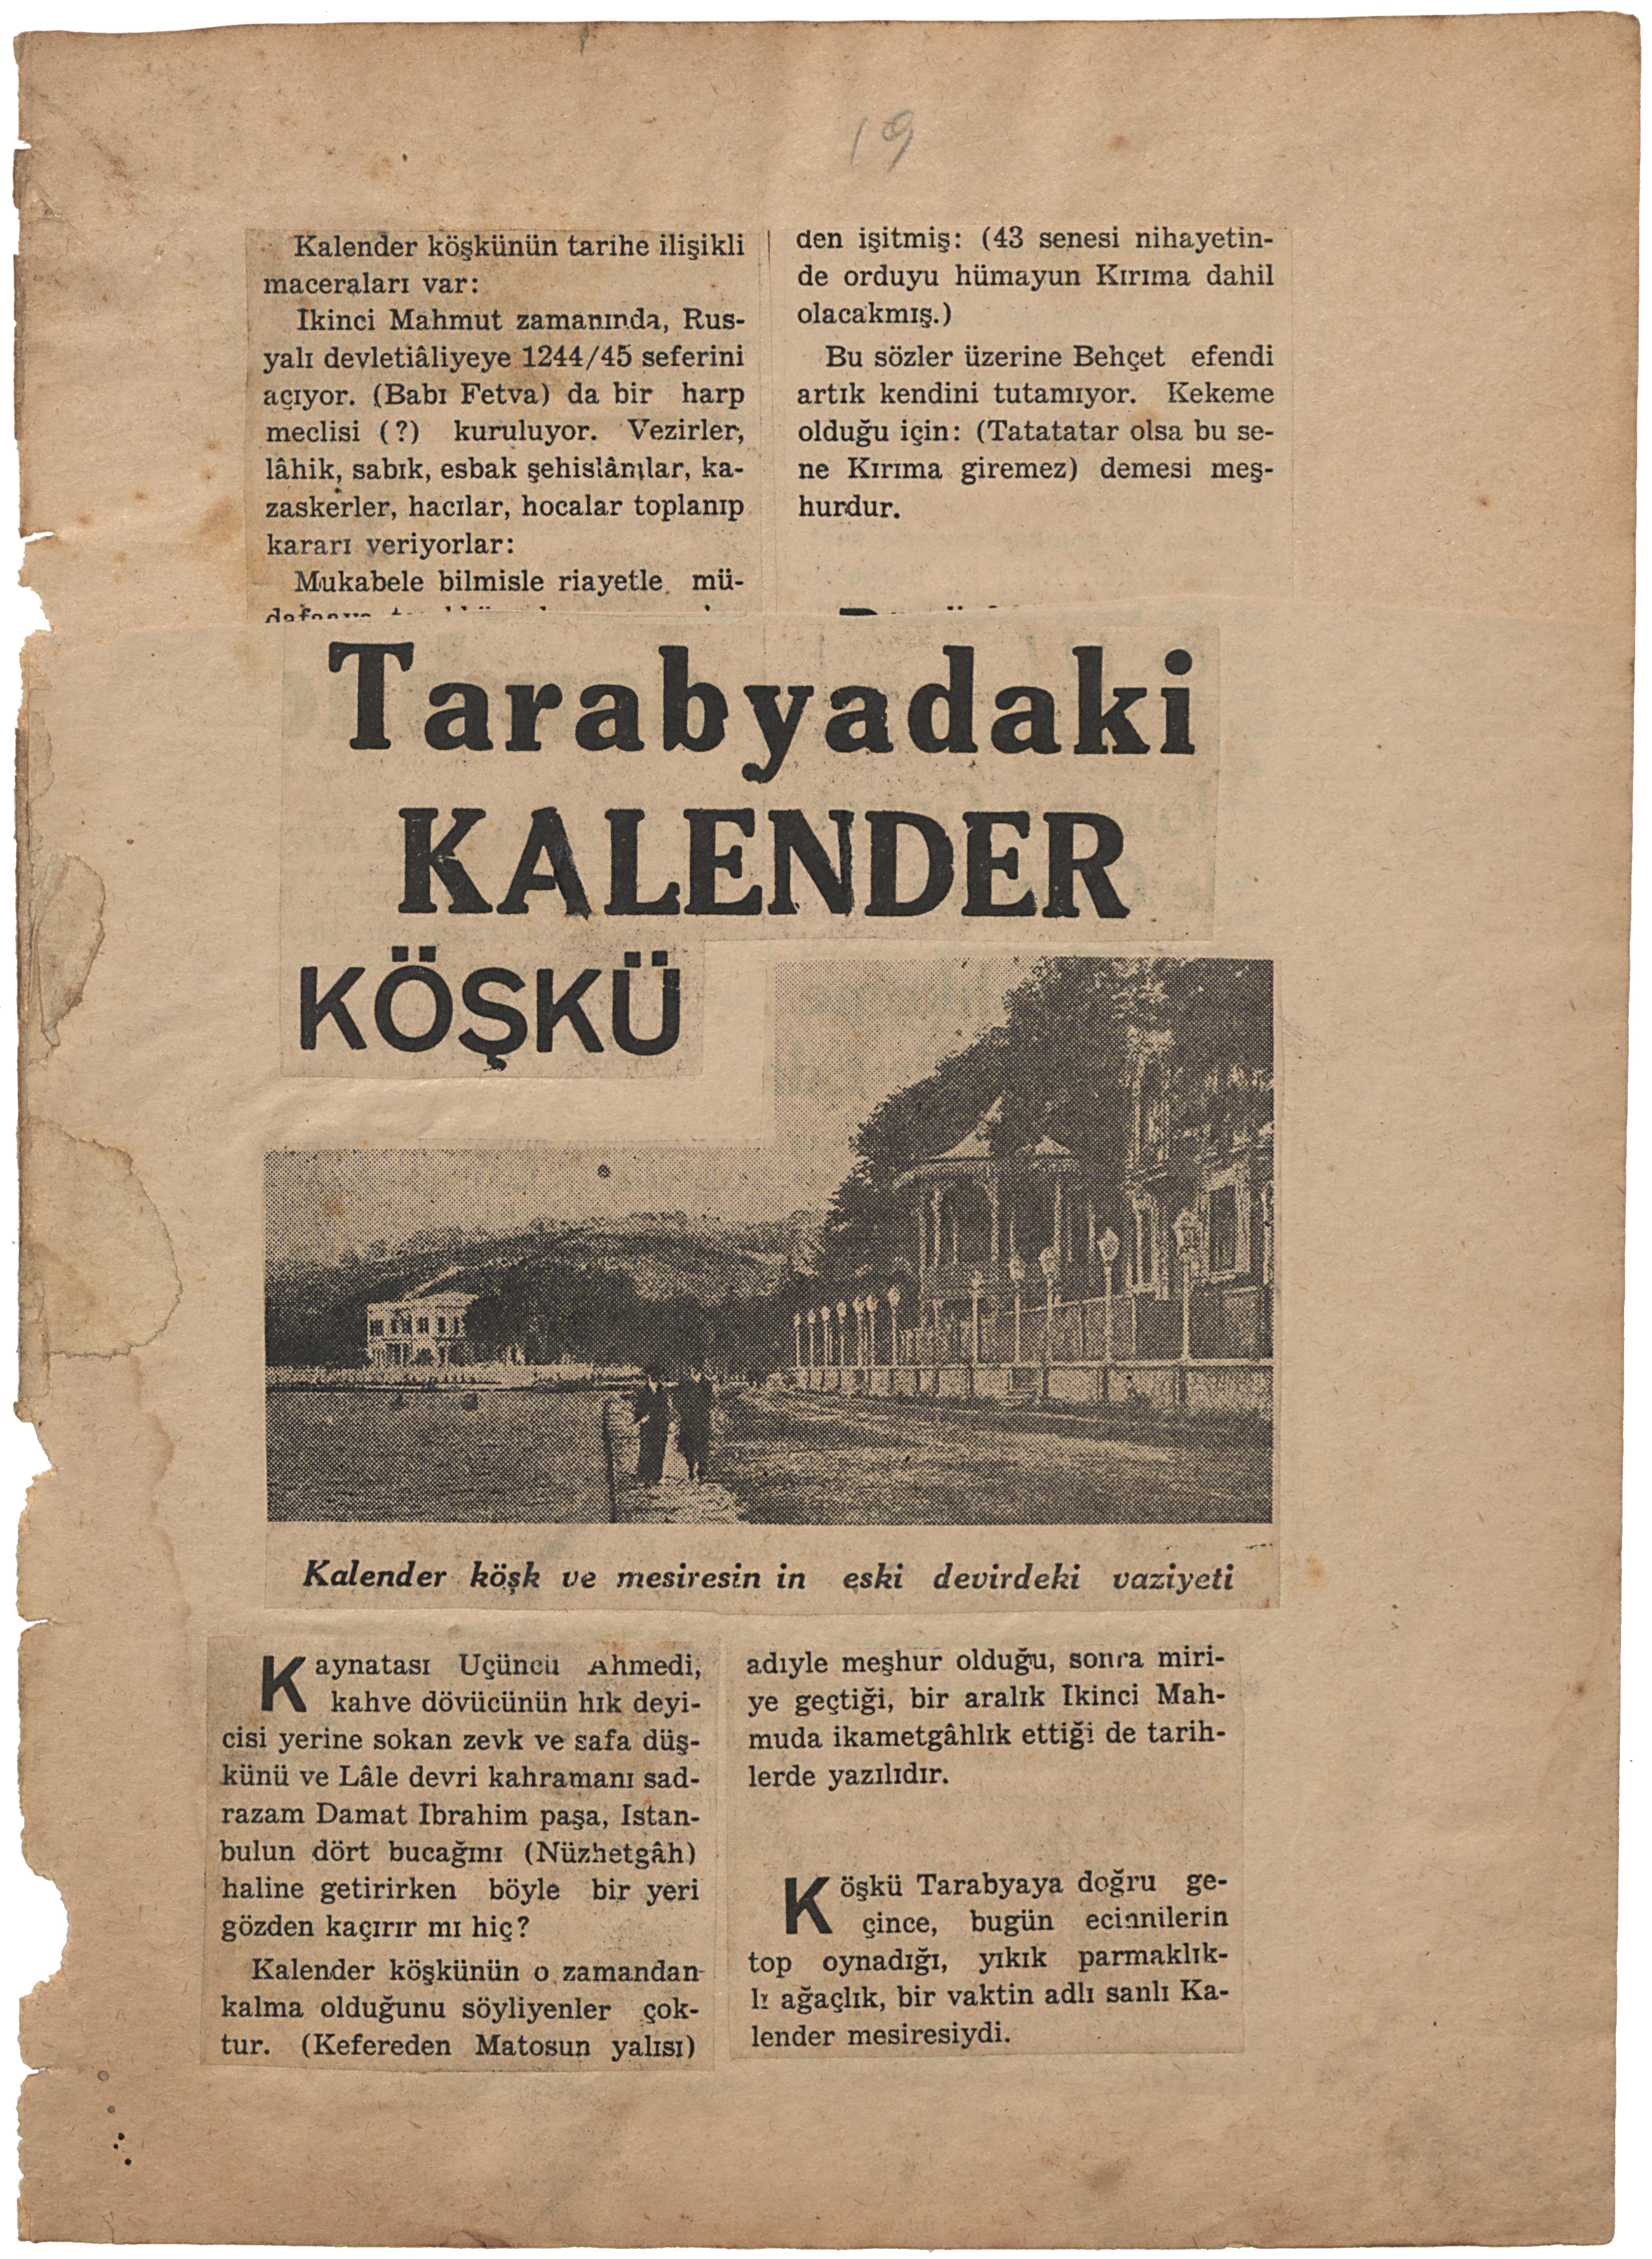 19
Kalender köşkünün tarihe ilişikli
maceraları var:
Ikinci Mahmut zamanında, Rus-
yalı devletiâliyeye 1244/45 seferini
açıyor. (Babı Fetva) da bir harp
meclisi (?) kuruluyor. Vezirler,
lâhik, sabık, esbak şehislâmlar, ka-
zaskerler, hacılar, hocalar toplanıp
kararı veriyorlar:
Mukabele bilmisle riayetle mü-
den işitmiş: (43 senesi nihayetin-
de orduyu hümayun Kırıma dahil
olacakmış.)
Bu sözler üzerine Behçet efendi
artık kendini tutamıyor. Kekeme
olduğu için: (Tatatatar olsa bu se-
ne Kırıma giremez) demesi meş-
hurdur.
Tarabyadaki
KALENDER
KÖŞKÜ
Kalender köşk ve mesiresin in eski devirdeki vaziyeti
Kaynatası Uçüncü Ahmedi,
kahve dövücünün hık deyi-
cisi yerine sokan zevk ve safa düş-
künü ve Lâle devri kahramanı sad-
razam Damat Ibrahim paşa, Istan-
bulun dört bucağını (Nüzhetgâh)
haline getirirken böyle bir yeri
gözden kaçırır mı hiç?
Kalender köşkünün o zamandan
kalma olduğunu söyliyenler çok-
tur. (Kefereden Matosun yalısı)
adıyle meşhur olduğu, sonra miri-
ye geçtiği, bir aralık Ikinci Mah-
muda ikametgâhlık ettiği de tarih-
lerde yazılıdır.
Köşkü Tarabyaya doğru ge-
çince, bugün ecinnilerin
top oynadığı, yıkık parmaklık-
lı ağaçlık, bir vaktin adlı sanlı Ka-
lender mesiresiydi.